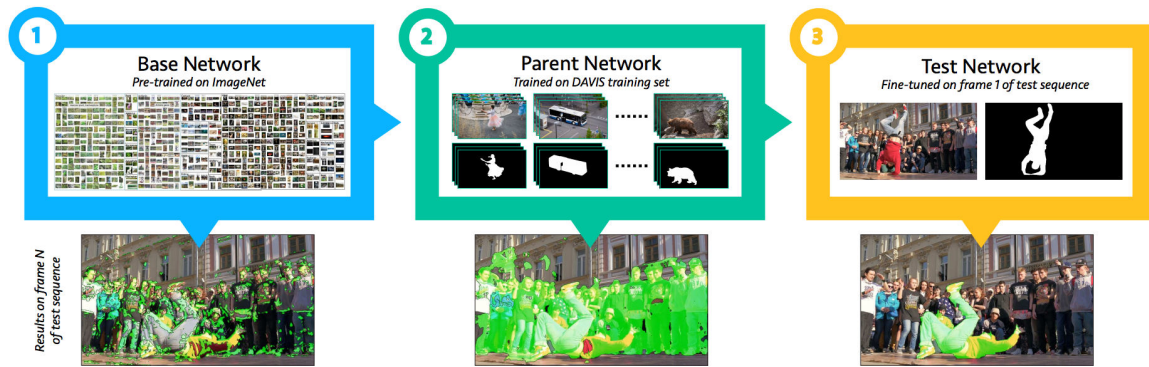 1
Base Network
Pre-trained on ImageNet
2
Parent Network
Trained on DAVIS training set
3
Test Network
Fine-tuned on frame 1 of test sequence
Results on frame N
of test sequence